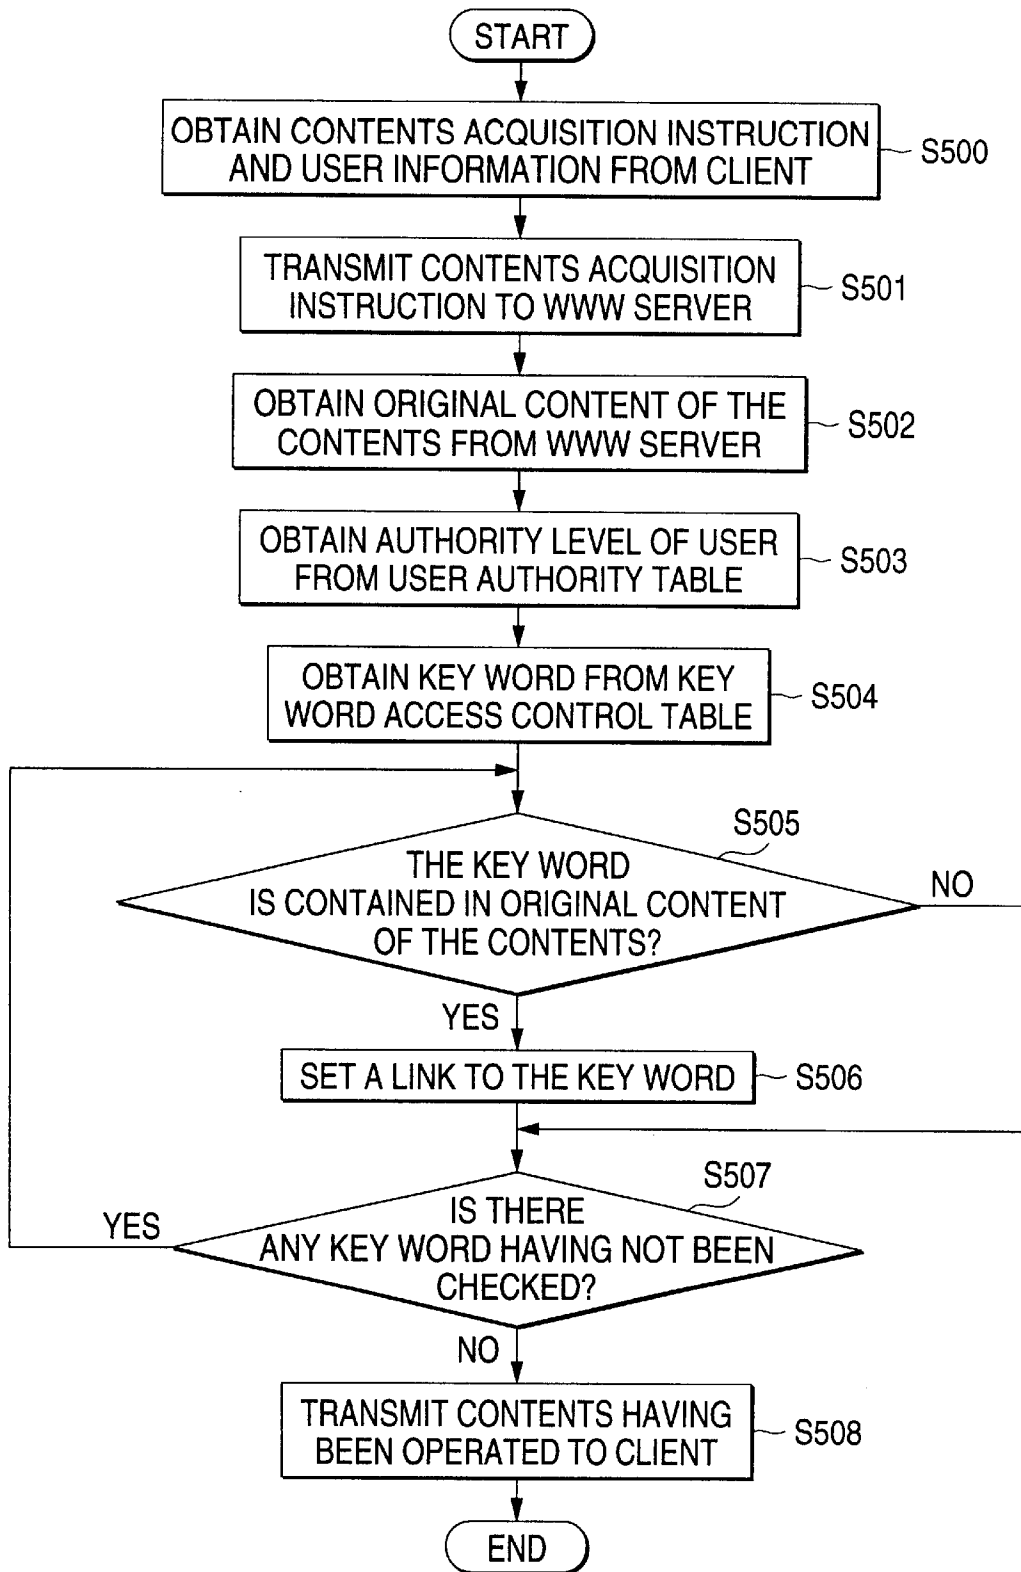 START
OBTAIN CONTENTS ACQUISITION INSTRUCTION
AND USER INFORMATION FROM CLIENT
S500
TRANSMIT CONTENTS ACQUISITION
INSTRUCTION TO WWW SERVER
S501
OBTAIN ORIGINAL CONTENT OF THE
CONTENTS FROM WWW SERVER
S502
OBTAIN AUTHORITY LEVEL OF USER
FROM USER AUTHORITY TABLE
S503
OBTAIN KEY WORD FROM KEY
WORD ACCESS CONTROL TABLE
S504
S505
THE KEY WORD
IS CONTAINED IN ORIGINAL CONTENT
OF THE CONTENTS?
NO
YES
SET A LINK TO THE KEY WORD
S506
S507
IS THERE
ANY KEY WORD HAVING NOT BEEN
CHECKED?
YES
NO
TRANSMIT CONTENTS HAVING
BEEN OPERATED TO CLIENT
S508
END